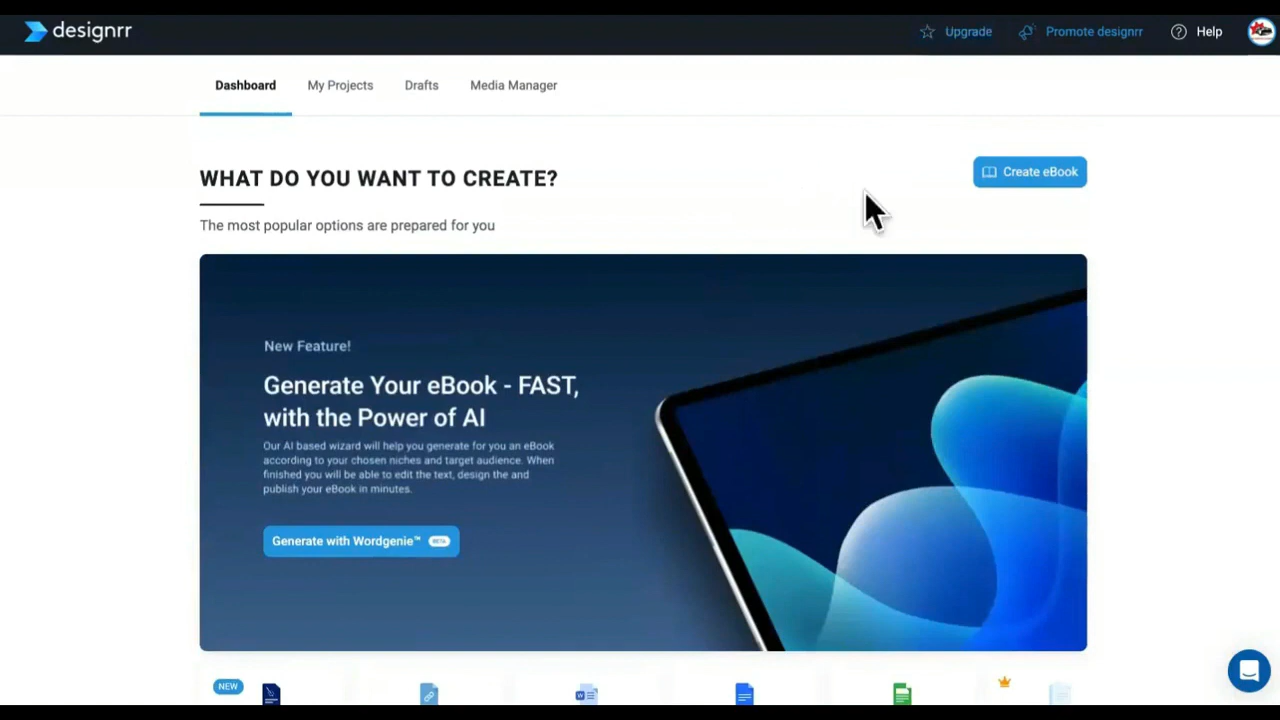 designrr
Upgrade
Promote designrr
Help
Dashboard
My Projects
Drafts
Media Manager
WHAT DO YOU WANT TO CREATE?
Create eBook
The most popular options are prepared for you
New Feature!
Generate Your eBook - FAST,
with the Power of AI
Our AI based wizard will help you generate for you an eBook
according to your chosen niches and target audience. When
finished you will be able to edit the text, design the and
publish your eBook in minutes.
Generate with Wordgenie™ BETA
NEW
W